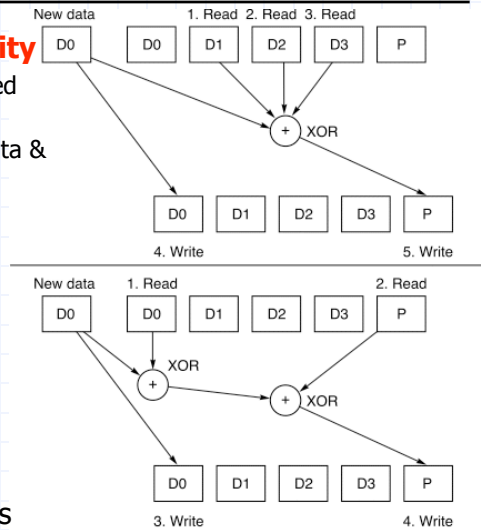 New data 1. Read 2. Read 3. Read
D0 D0 D1 D2 D3 P
ity
ed
+ XOR
ta &
D0 D1 D2 D3 P
4. Write 5. Write
New data 1. Read 2. Read
D0 D0 D1 D2 D3 P
XOR
+
+ XOR
D0 D1 D2 D3 P
s
3. Write 4. Write